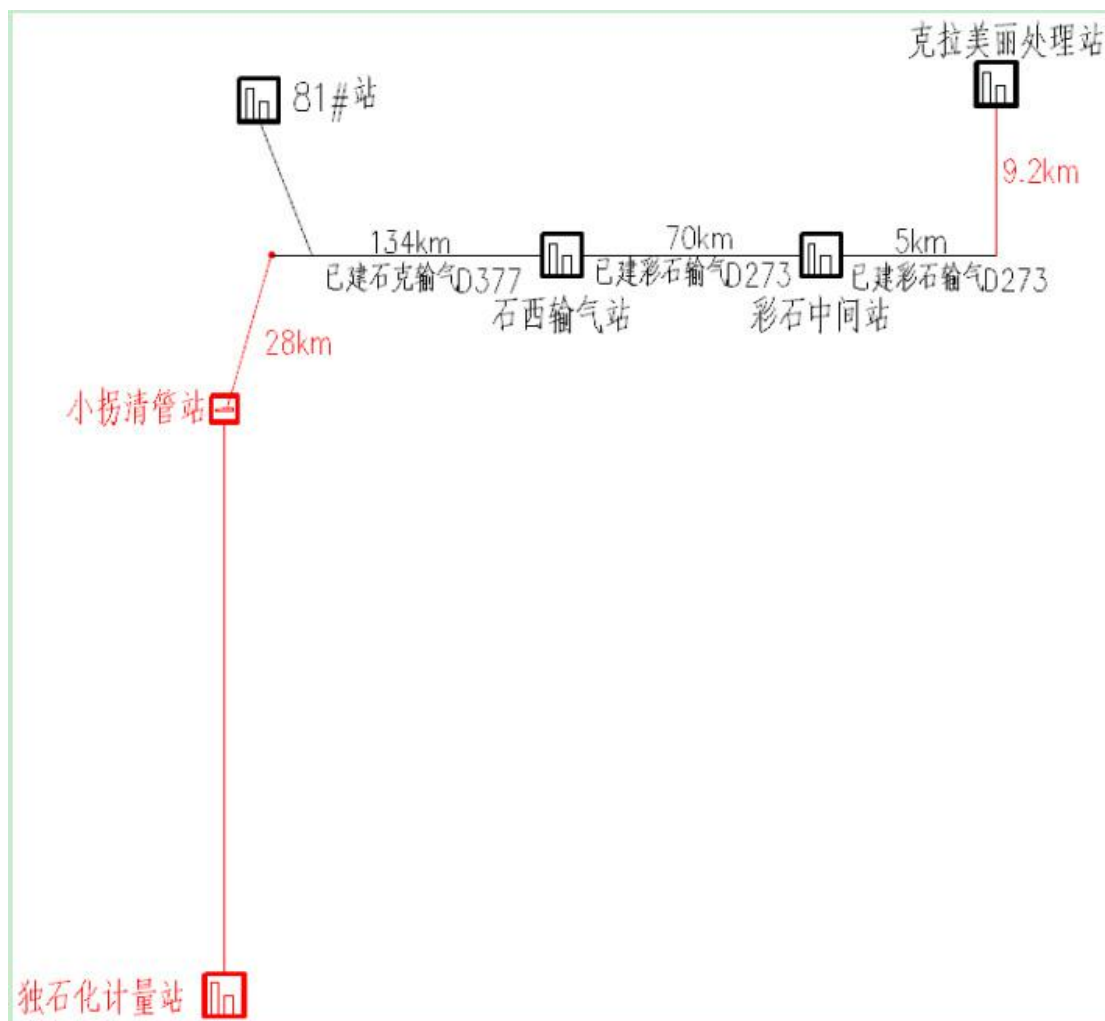 克拉美丽处理站
81#站
9.2km
134km
70km
5km
已建石克输气D377
已建彩石输气D273
已建彩石输气D273
石西输气站
彩石中间站
28km
小拐清管站
独石化计量站